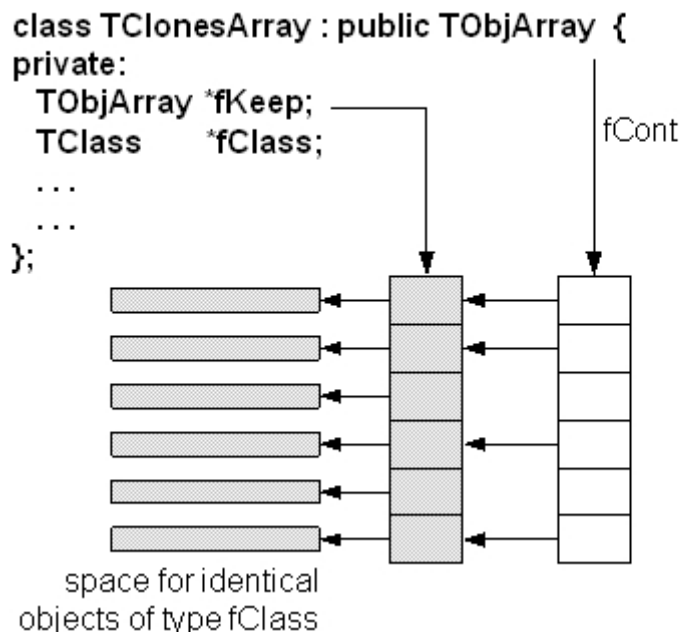 class TClonesArray : public TObjArray {
private:
TObjArray *fKeep;
TClass *fClass;
. . .
. . .
};
fCont
space for identical
objects of type fClass